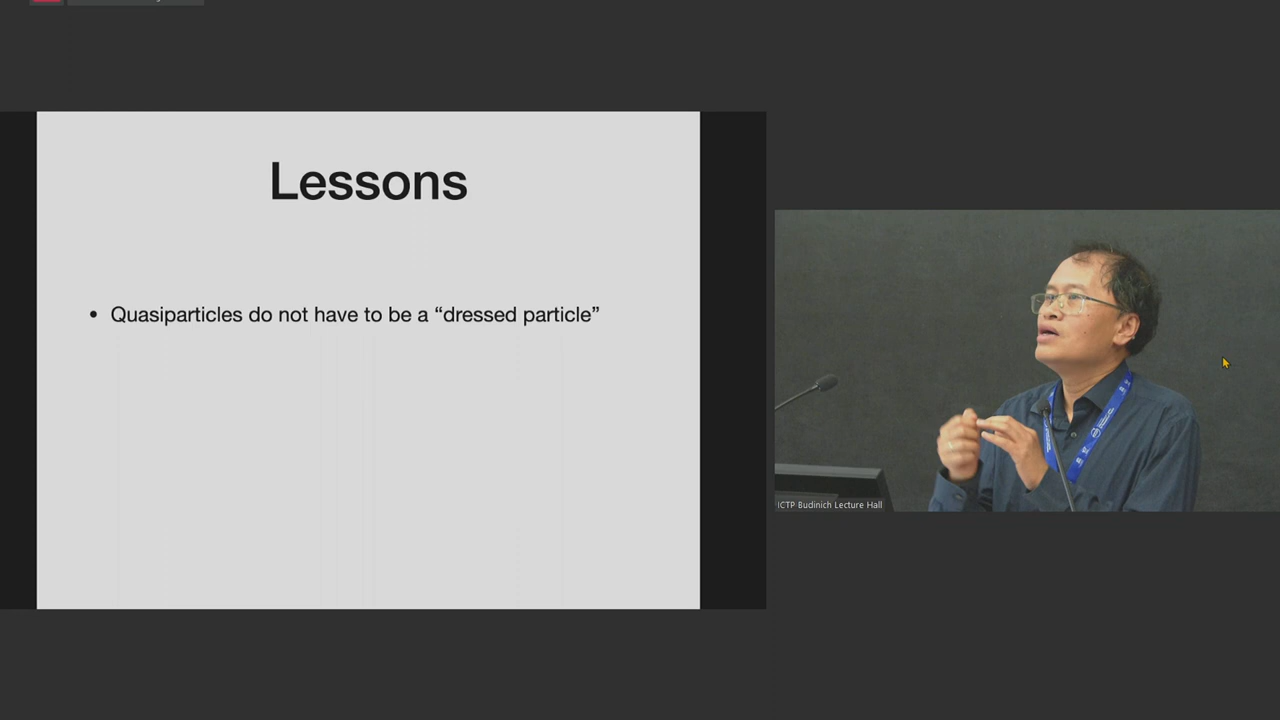 Lessons
• Quasiparticles do not have to be a “dressed particle”
ICTP Budinich Lecture Hall